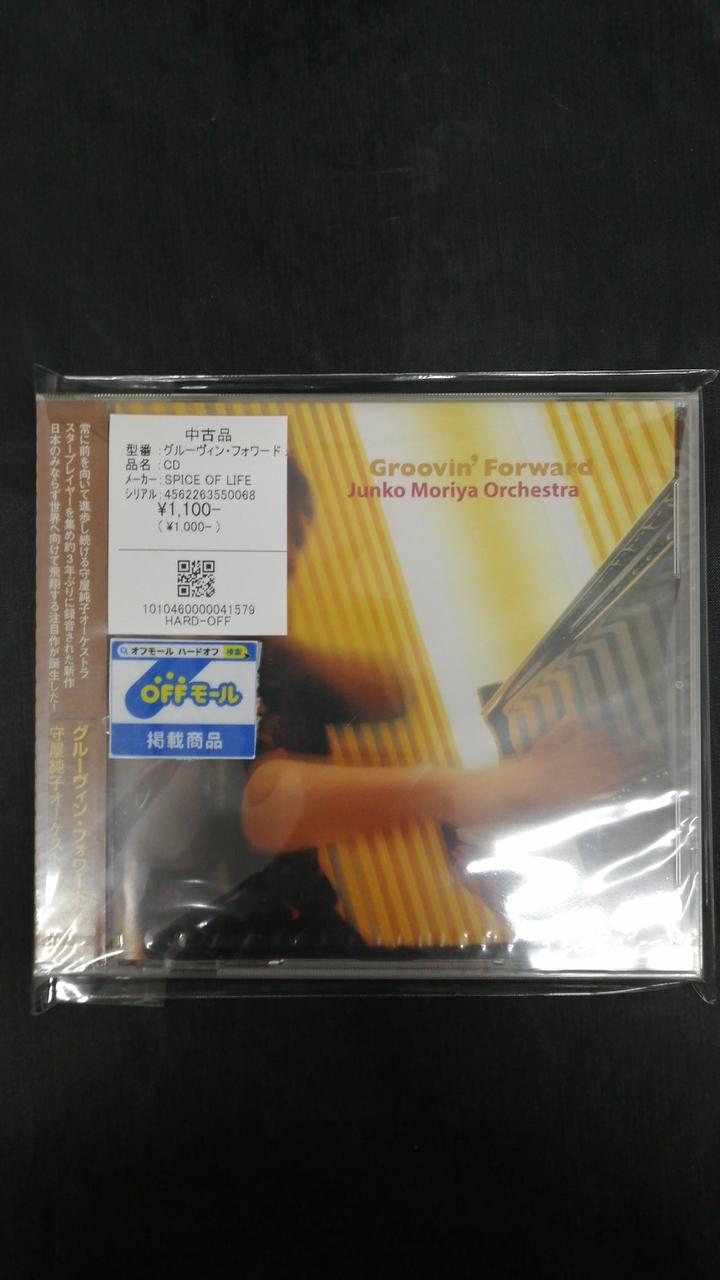 中古品
型番 :グルーヴィン・フォワード
品名 :CD
メーカー:SPICE OF LIFE
シリアル:4562263550068
¥1,100-
(¥1,000-)
1010460000041579
HARD-OFF
オフモール ハードオフ 検索
OFFモール
掲載商品
Groovin' Forward
Junko Moriya Orchestra
常に前を向いて進歩し続ける守屋純子オーケストラ
スタープレイヤーを集め約3年ぶりに録音された新作
日本のみならず世界へ向けて飛翔する注目作が誕生した!
グルーヴィン・フォワード
守屋純子オーケスト